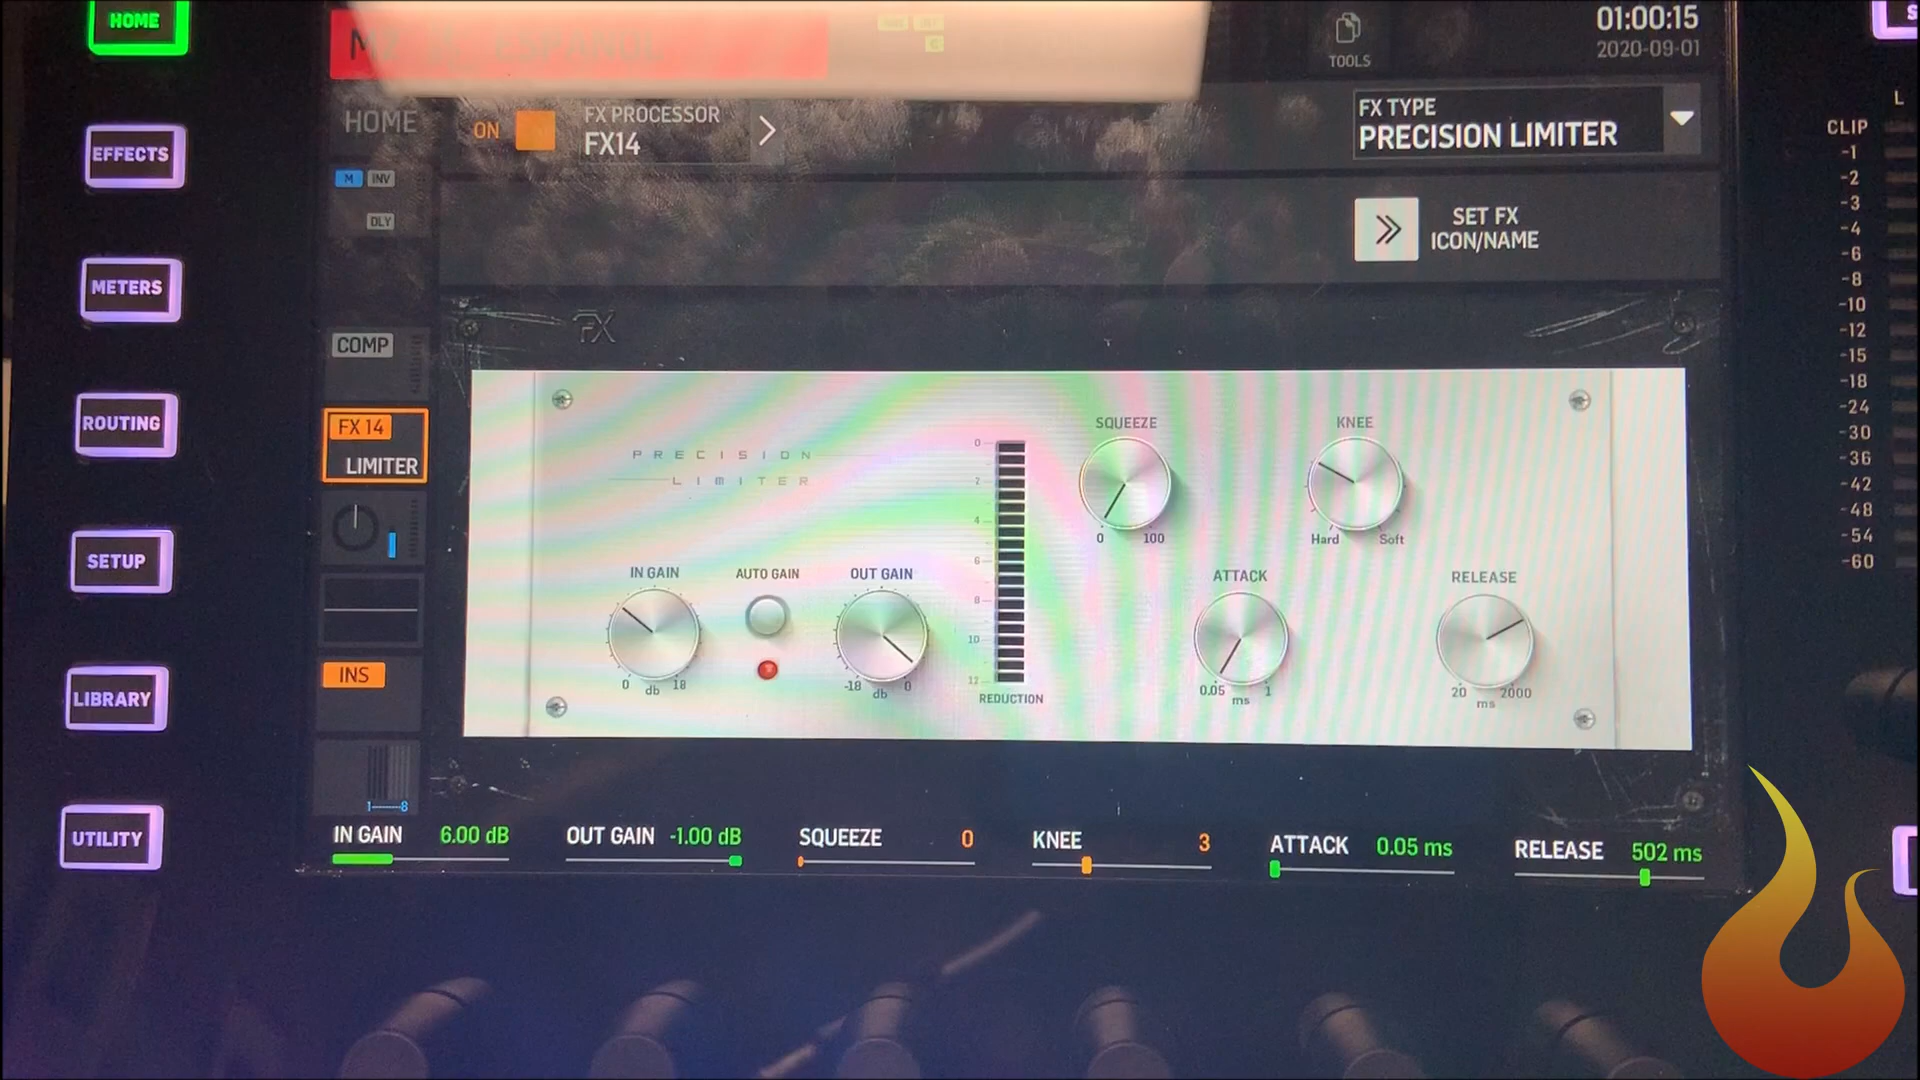 HOME
EFFECTS
METERS
ROUTING
SETUP
LIBRARY
UTILITY
ESPANOL
TOOLS
01:00:15
2020-09-01
HOME
ON
FX PROCESSOR
FX14
FX TYPE
PRECISION LIMITER
M INV
DLY
SET FX
ICON/NAME
COMP
FX 14
LIMITER
INS
1 8
FX
PRECISION
LIMITER
IN GAIN
0 db 18
AUTO GAIN
OUT GAIN
-18 db 0
0
2
4
6
8
10
12
REDUCTION
SQUEEZE
0 100
KNEE
Hard Soft
ATTACK
0.05 1
ms
RELEASE
20 2000
ms
IN GAIN 6.00 dB
OUT GAIN -1.00 dB
SQUEEZE 0
KNEE 3
ATTACK 0.05 ms
RELEASE 502 ms
L
CLIP
-1
-2
-3
-4
-6
-8
-10
-12
-15
-18
-24
-30
-36
-42
-48
-54
-60